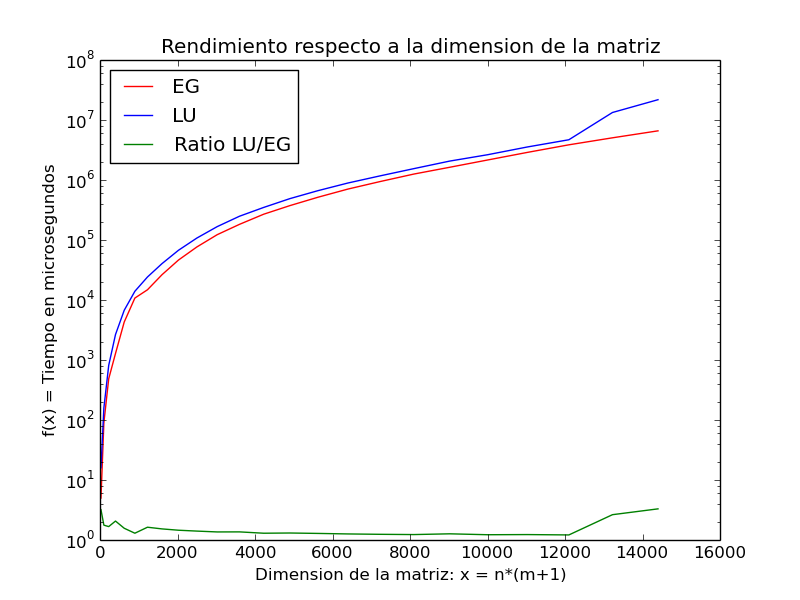 Rendimiento respecto a la dimension de la matriz
EG
LU
Ratio LU/EG
f(x) = Tiempo en microsegundos
10^8
10^7
10^6
10^5
10^4
10^3
10^2
10^1
10^0
0 2000 4000 6000 8000 10000 12000 14000 16000
Dimension de la matriz: x = n*(m+1)